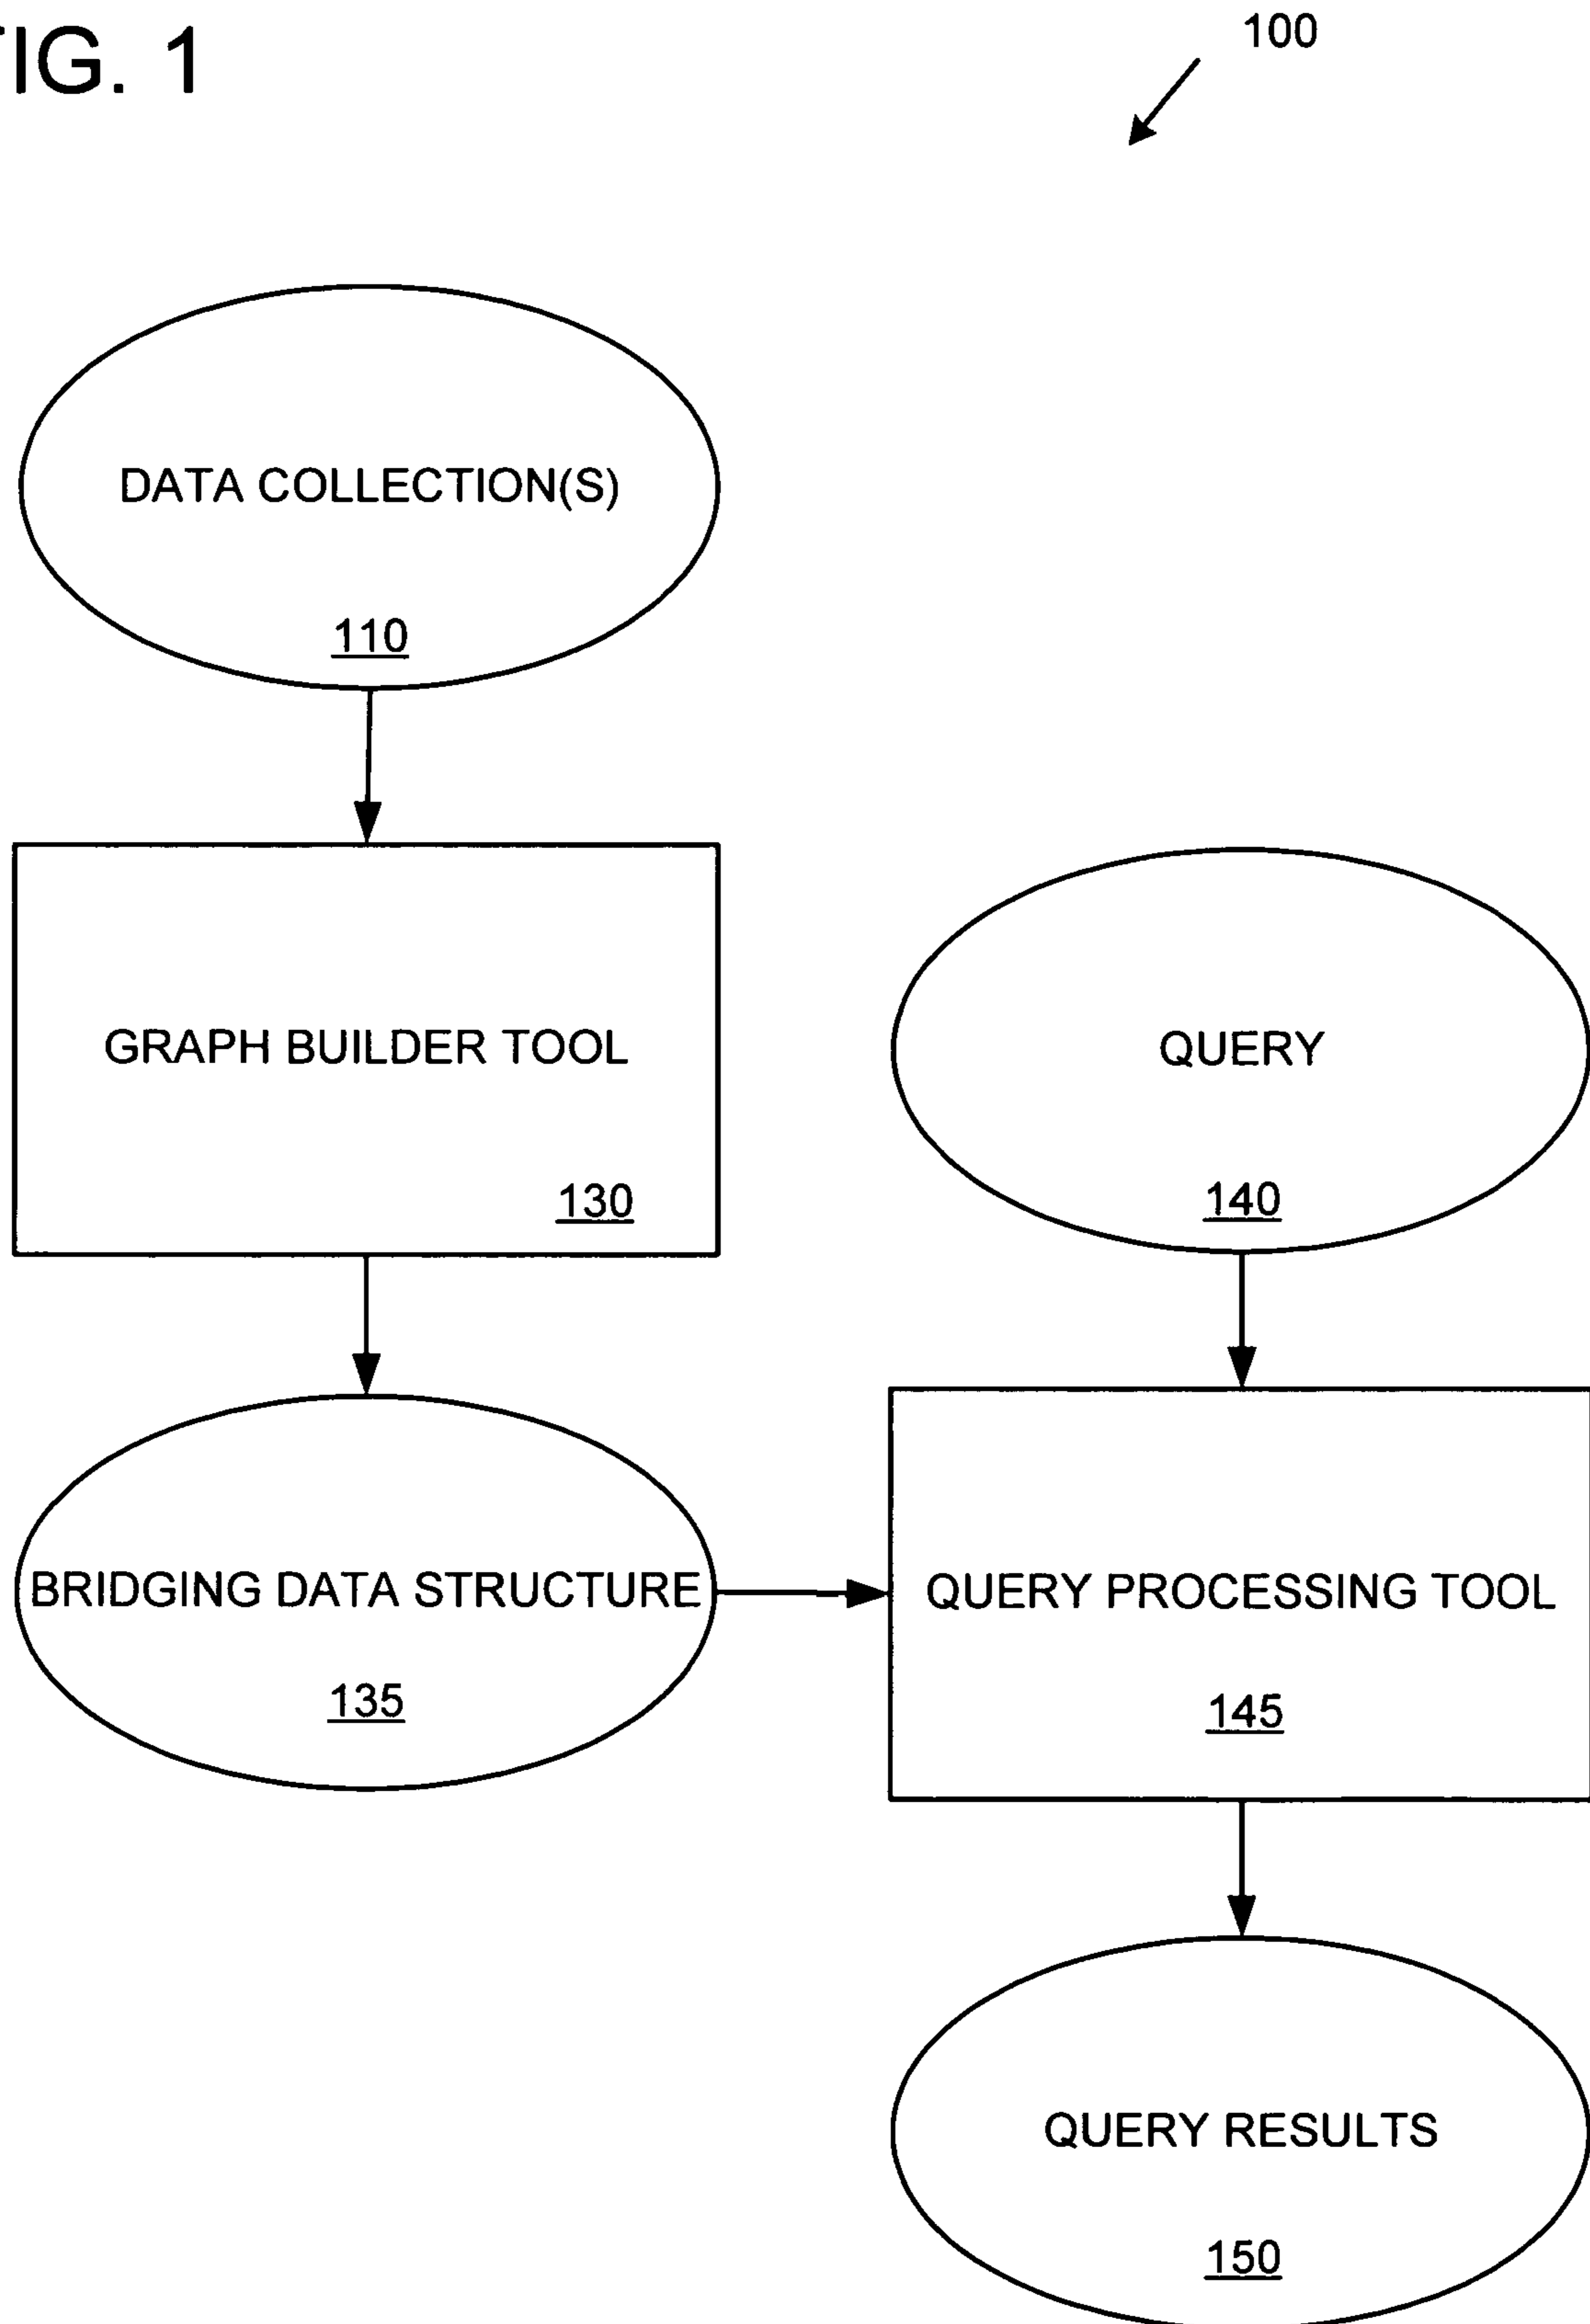 FIG. 1
100
DATA COLLECTION(S)
110
GRAPH BUILDER TOOL
130
QUERY
140
BRIDGING DATA STRUCTURE
135
QUERY PROCESSING TOOL
145
QUERY RESULTS
150